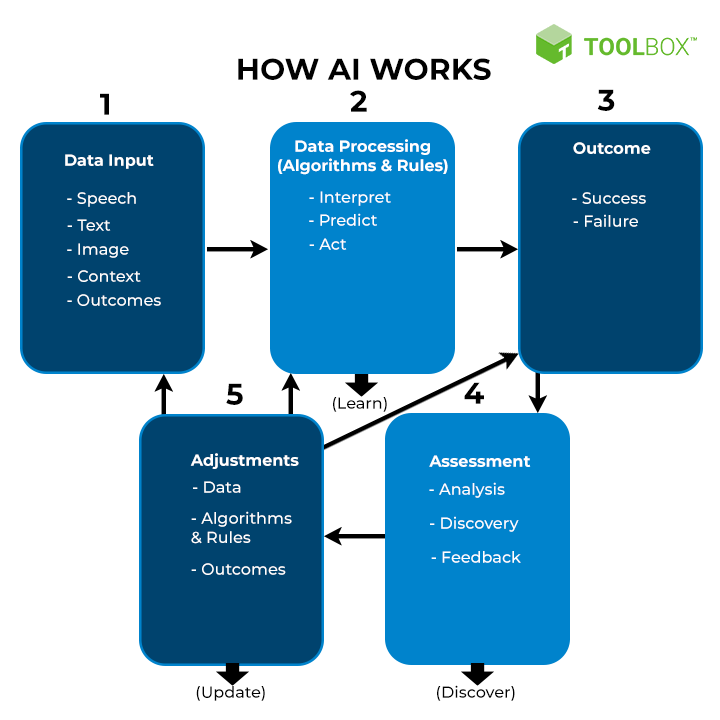 TOOLBOX™
HOW AI WORKS
1
Data Input
- Speech
- Text
- Image
- Context
- Outcomes
2
Data Processing
(Algorithms & Rules)
- Interpret
- Predict
- Act
(Learn)
3
Outcome
- Success
- Failure
4
Assessment
- Analysis
- Discovery
- Feedback
(Discover)
5
Adjustments
- Data
- Algorithms
& Rules
- Outcomes
(Update)